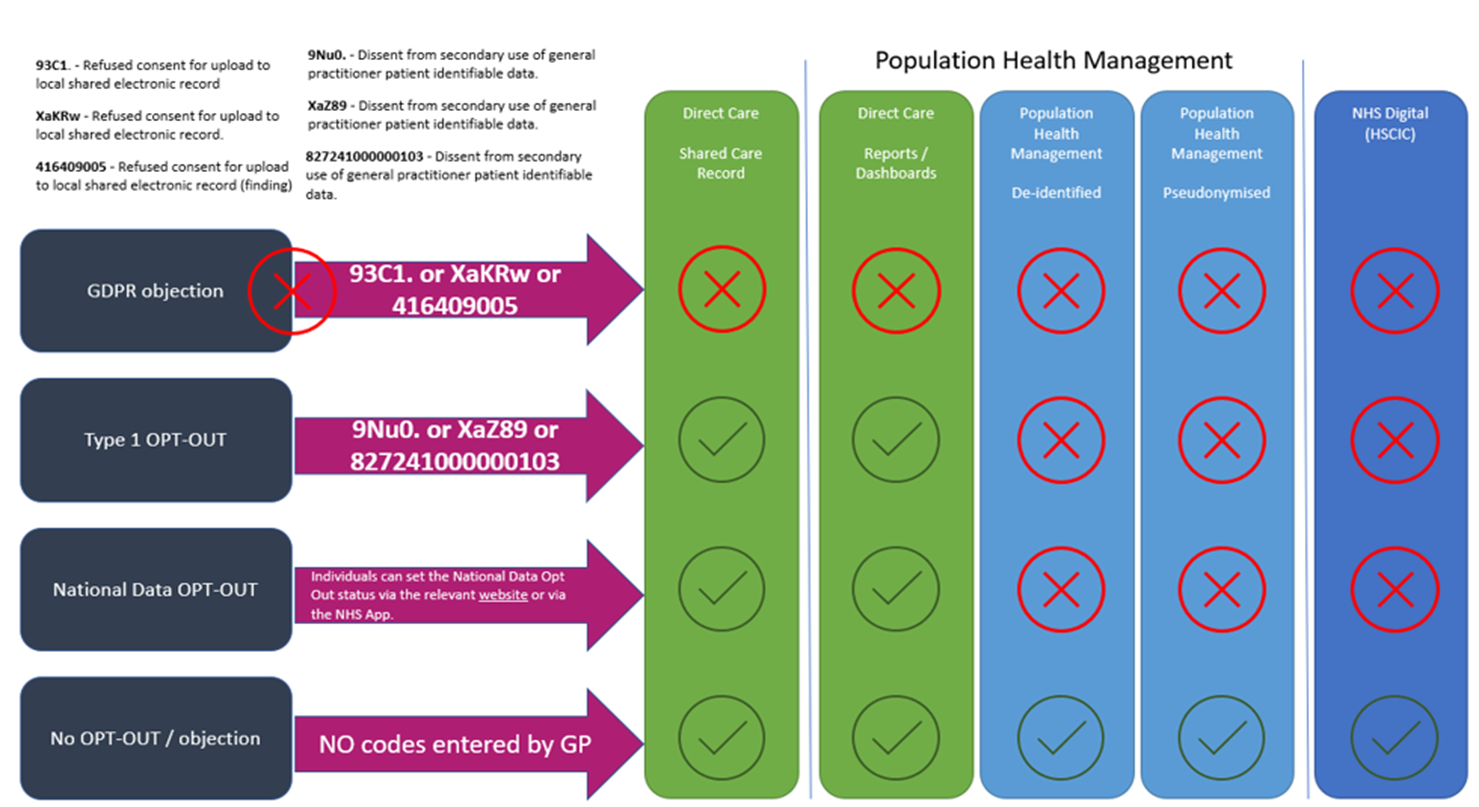 93C1. - Refused consent for upload to
local shared electronic record
XaKRw - Refused consent for upload to
local shared electronic record.
416409005 - Refused consent for upload
to local shared electronic record (finding)
9Nu0. - Dissent from secondary use of general
practitioner patient identifiable data.
XaZ89 - Dissent from secondary use of general
practitioner patient identifiable data.
827241000000103 - Dissent from secondary
use of general practitioner patient identifiable
data.
Population Health Management
Direct Care
Shared Care
Record
Direct Care
Reports /
Dashboards
Population
Health
Management
De-identified
Population
Health
Management
Pseudonymised
NHS Digital
(HSCIC)
GDPR objection
93C1. or XaKRw or
416409005
Type 1 OPT-OUT
9Nu0. or XaZ89 or
827241000000103
National Data OPT-OUT
Individuals can set the National Data Opt
Out status via the relevant website or via
the NHS App.
No OPT-OUT / objection
NO codes entered by GP